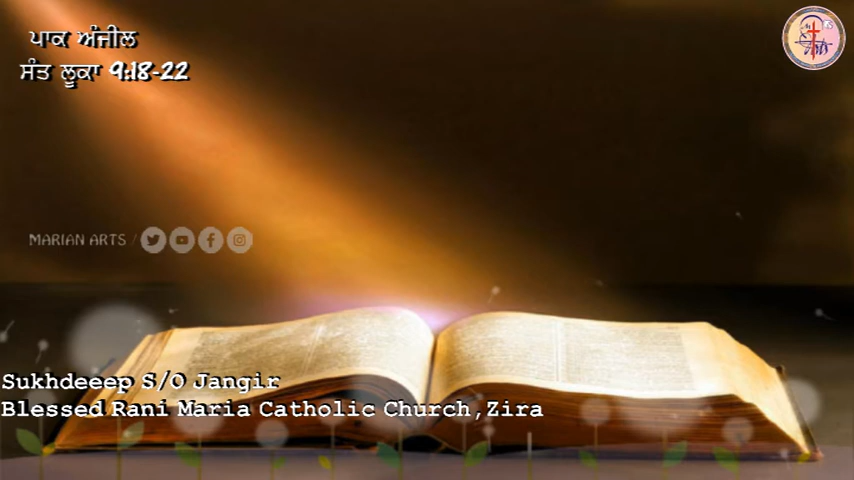 ਪਾਕ ਅੰਜੀਲ
ਸੰਤ ਲੂਕਾ 9:18-22
MARIAN ARTS /
Sukhdeeep S/O Jangir
Blessed Rani Maria Catholic Church,Zira